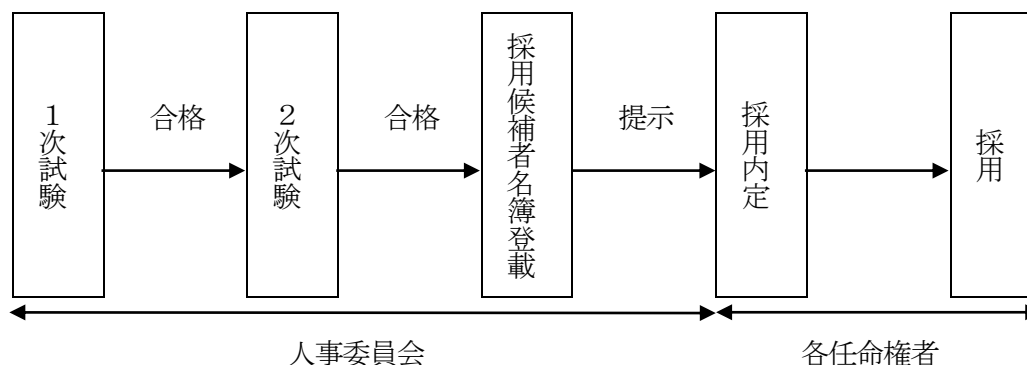 1次試験
合格
2次試験
合格
採用候補者名簿登載
提示
採用内定
採用
人事委員会
各任命権者